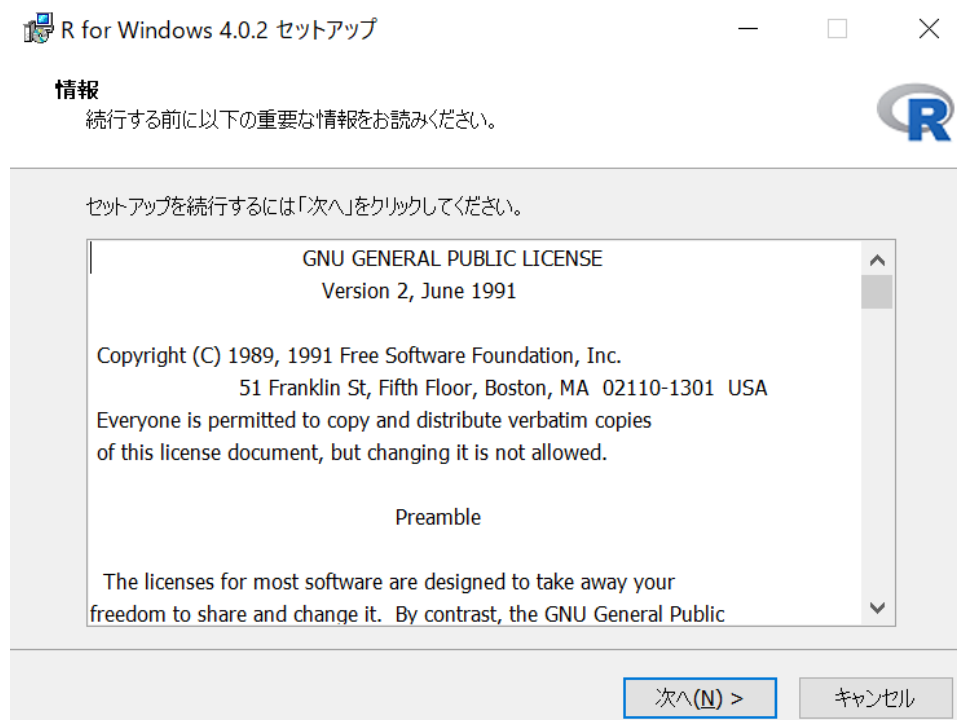 R for Windows 4.0.2 セットアップ
情報
続行する前に以下の重要な情報をお読みください。
R
セットアップを続行するには「次へ」をクリックしてください。
GNU GENERAL PUBLIC LICENSE
Version 2, June 1991
Copyright (C) 1989, 1991 Free Software Foundation, Inc.
51 Franklin St, Fifth Floor, Boston, MA  02110-1301  USA
Everyone is permitted to copy and distribute verbatim copies
of this license document, but changing it is not allowed.
Preamble
The licenses for most software are designed to take away your
freedom to share and change it.  By contrast, the GNU General Public
次へ(N) >
キャンセル